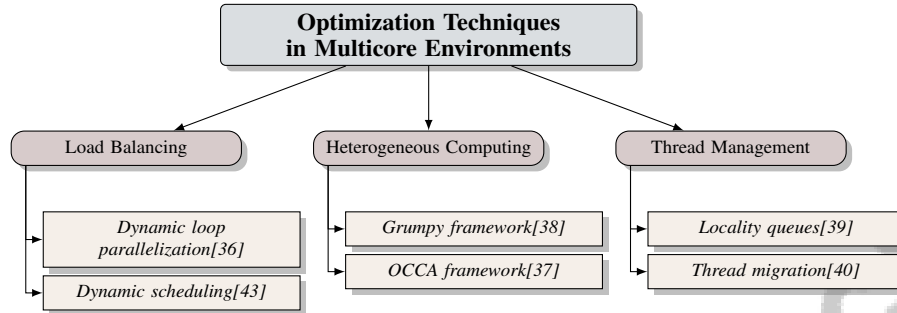 Optimization Techniques
in Multicore Environments
Load Balancing
Heterogeneous Computing
Thread Management
Dynamic loop
parallelization[36]
Dynamic scheduling[43]
Grumpy framework[38]
OCCA framework[37]
Locality queues[39]
Thread migration[40]